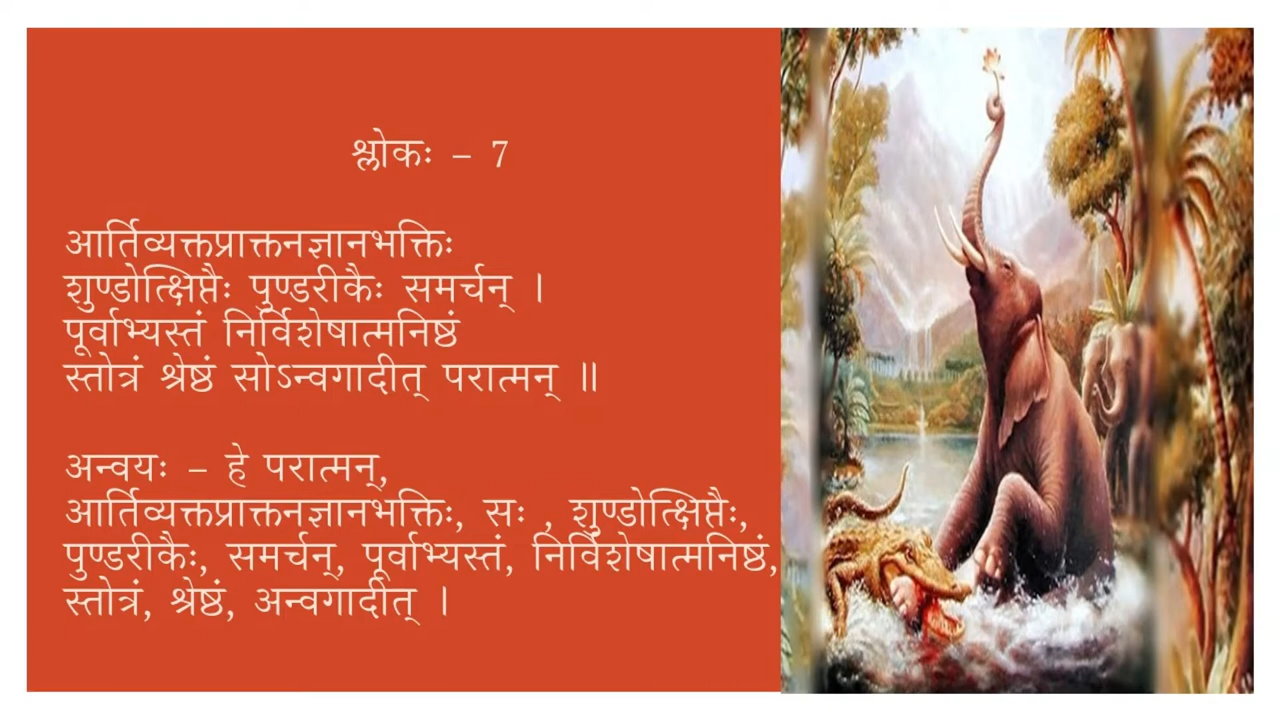 श्लोकः – 7
आर्तिव्यक्तप्राक्तनज्ञानभक्तिः
शुण्डोत्क्षिप्तैः पुण्डरीकैः समर्चन् ।
पूर्वाभ्यस्तं निर्विशेषात्मनिष्ठं
स्तोत्रं श्रेष्ठं सोऽन्वगादीत् परात्मन् ॥
अन्वयः – हे परात्मन्,
आर्तिव्यक्तप्राक्तनज्ञानभक्तिः, सः , शुण्डोत्क्षिप्तैः,
पुण्डरीकैः, समर्चन्, पूर्वाभ्यस्तं, निर्विशेषात्मनिष्ठं,
स्तोत्रं, श्रेष्ठं, अन्वगादीत् ।